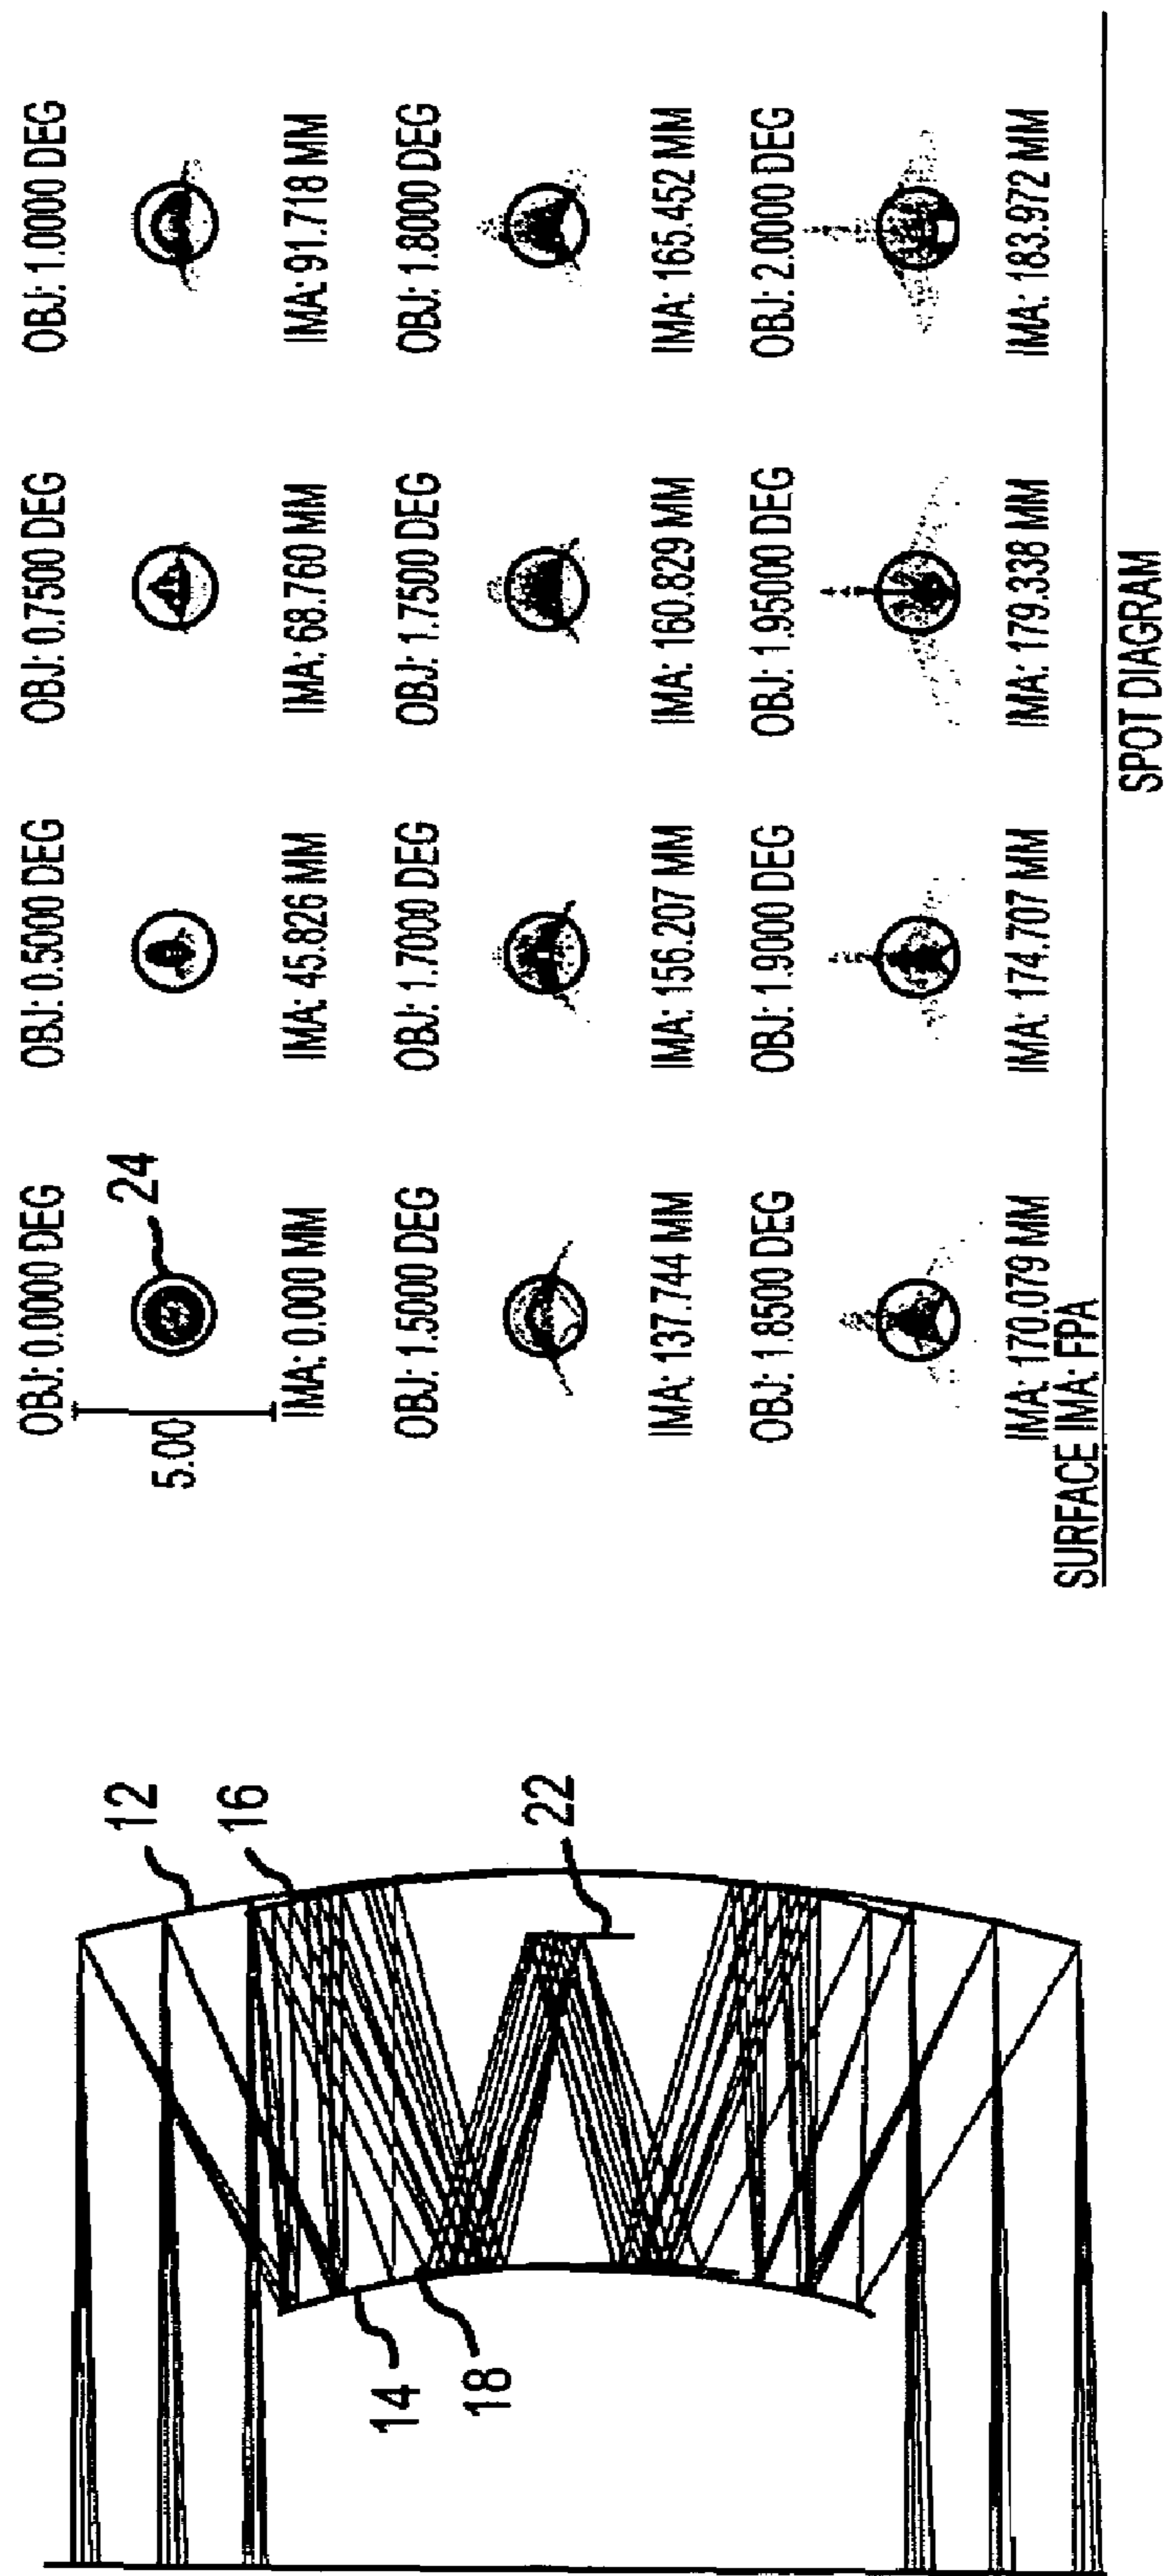 12
16
22
14
18
OBJ: 0.0000 DEG
OBJ: 0.5000 DEG
OBJ: 0.7500 DEG
OBJ: 1.0000 DEG
24
5.00
IMA: 0.000 MM
IMA: 45.826 MM
IMA: 68.760 MM
IMA: 91.718 MM
OBJ: 1.5000 DEG
OBJ: 1.7000 DEG
OBJ: 1.7500 DEG
OBJ: 1.8000 DEG
IMA: 137.744 MM
IMA: 156.207 MM
IMA: 160.829 MM
IMA: 165.452 MM
OBJ: 1.8500 DEG
OBJ: 1.9000 DEG
OBJ: 1.95000 DEG
OBJ: 2.0000 DEG
IMA: 170.079 MM
IMA: 174.707 MM
IMA: 179.338 MM
IMA: 183.972 MM
SURFACE IMA: FPA
SPOT DIAGRAM